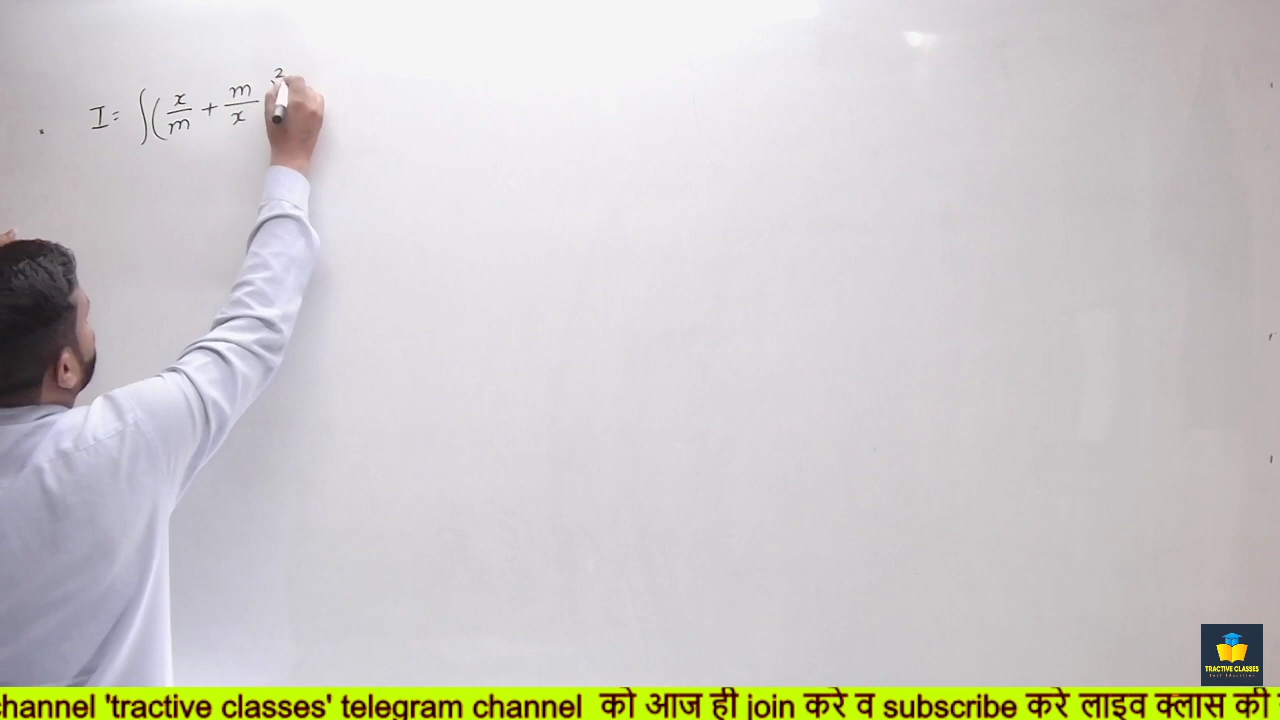 I = ∫(x/m + m/x)²
TRACTIVE CLASSES
channel 'tractive classes' telegram channel को आज ही join करे व subscribe करे लाइव क्लास की